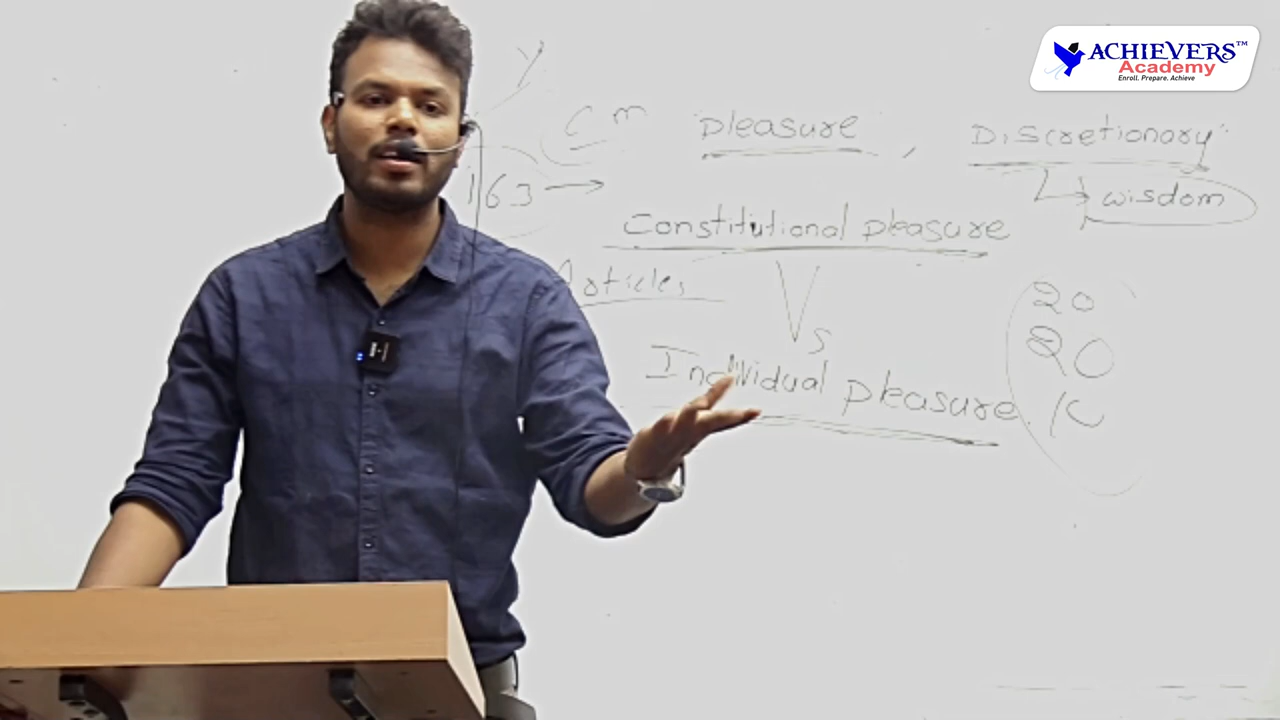 ACHIEVERS™
Academy
Enroll. Prepare. Achieve
Y
Cm pleasure, Discretionary
163 → wisdom
Constitutional pleasure
Articles Vs
Individual pleasure
20
20